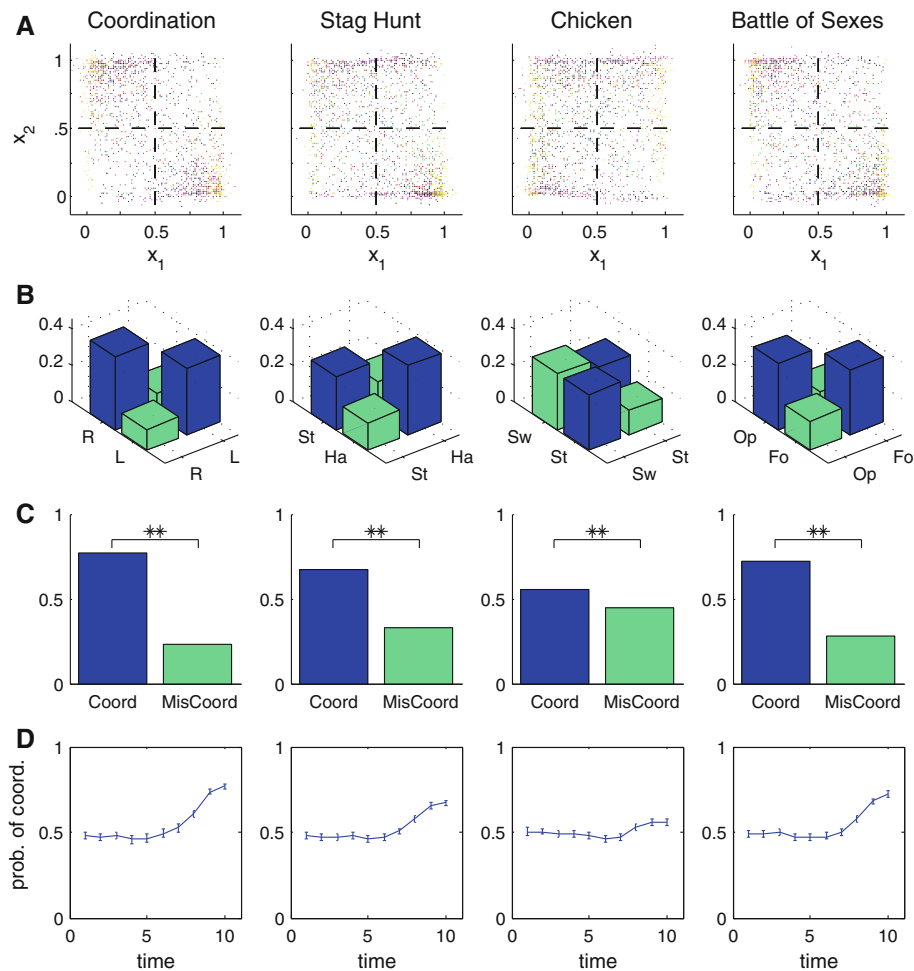 A
Coordination
Stag Hunt
Chicken
Battle of Sexes
1
.5
0
x2
0 0.5 1
x1
0 0.5 1
x1
0 0.5 1
x1
0 0.5 1
x1
B
0.4
0.2
0
R
L
R
L
0.4
0.2
0
St
Ha
St
Ha
0.4
0.2
0
Sw
St
Sw
St
0.4
0.2
0
Op
Fo
Op
Fo
C
1
0.5
0
**
Coord MisCoord
1
0.5
0
**
Coord MisCoord
1
0.5
0
**
Coord MisCoord
1
0.5
0
**
Coord MisCoord
D
prob. of coord.
1
0.5
0
0 5 10
time
1
0.5
0
0 5 10
time
1
0.5
0
0 5 10
time
1
0.5
0
0 5 10
time